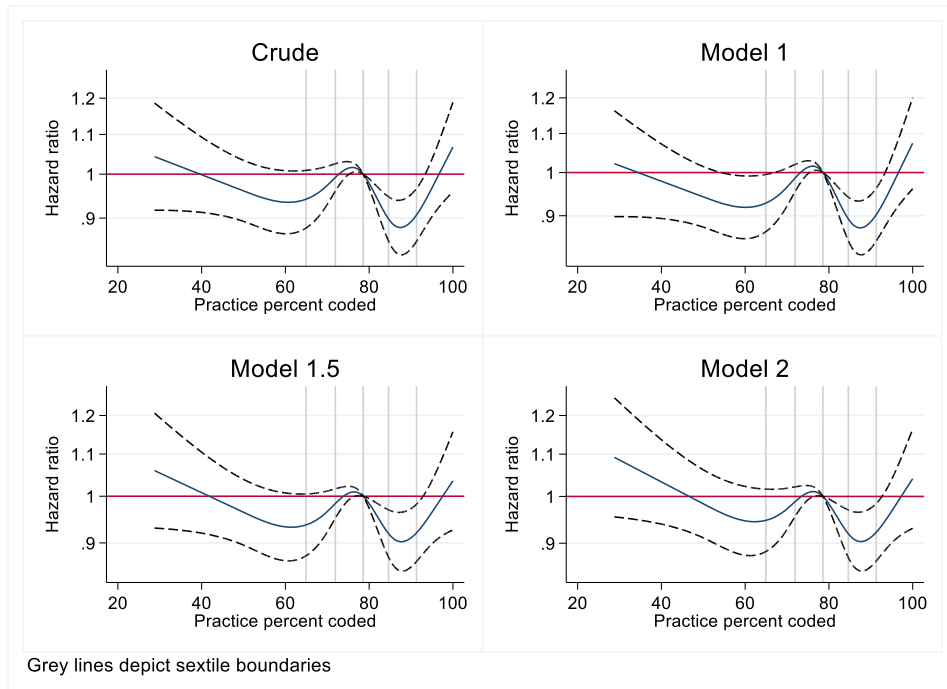 Crude
Hazard ratio
1.2
1.1
1
.9
20 40 60 80 100
Practice percent coded
Model 1
Hazard ratio
1.2
1.1
1
.9
20 40 60 80 100
Practice percent coded
Model 1.5
Hazard ratio
1.2
1.1
1
.9
20 40 60 80 100
Practice percent coded
Model 2
Hazard ratio
1.2
1.1
1
.9
20 40 60 80 100
Practice percent coded
Grey lines depict sextile boundaries